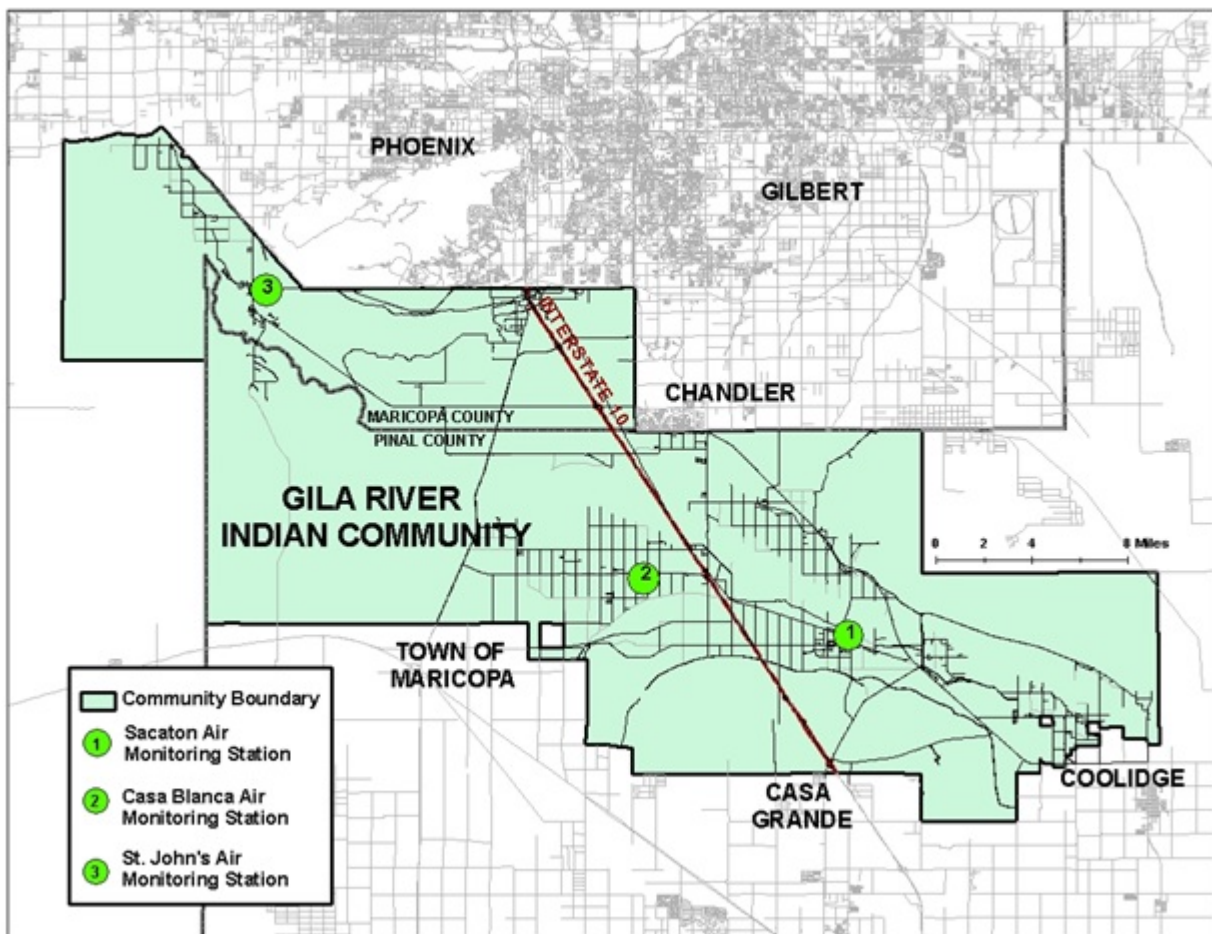 PHOENIX
GILBERT
3
INTERSTATE 10
CHANDLER
MARICOPA COUNTY
PINAL COUNTY
GILA RIVER
INDIAN COMMUNITY
0 2 4 8 Miles
2
1
TOWN OF
MARICOPA
COOLIDGE
CASA
GRANDE
Community Boundary
1 Sacaton Air
Monitoring Station
2 Casa Blanca Air
Monitoring Station
3 St. John's Air
Monitoring Station